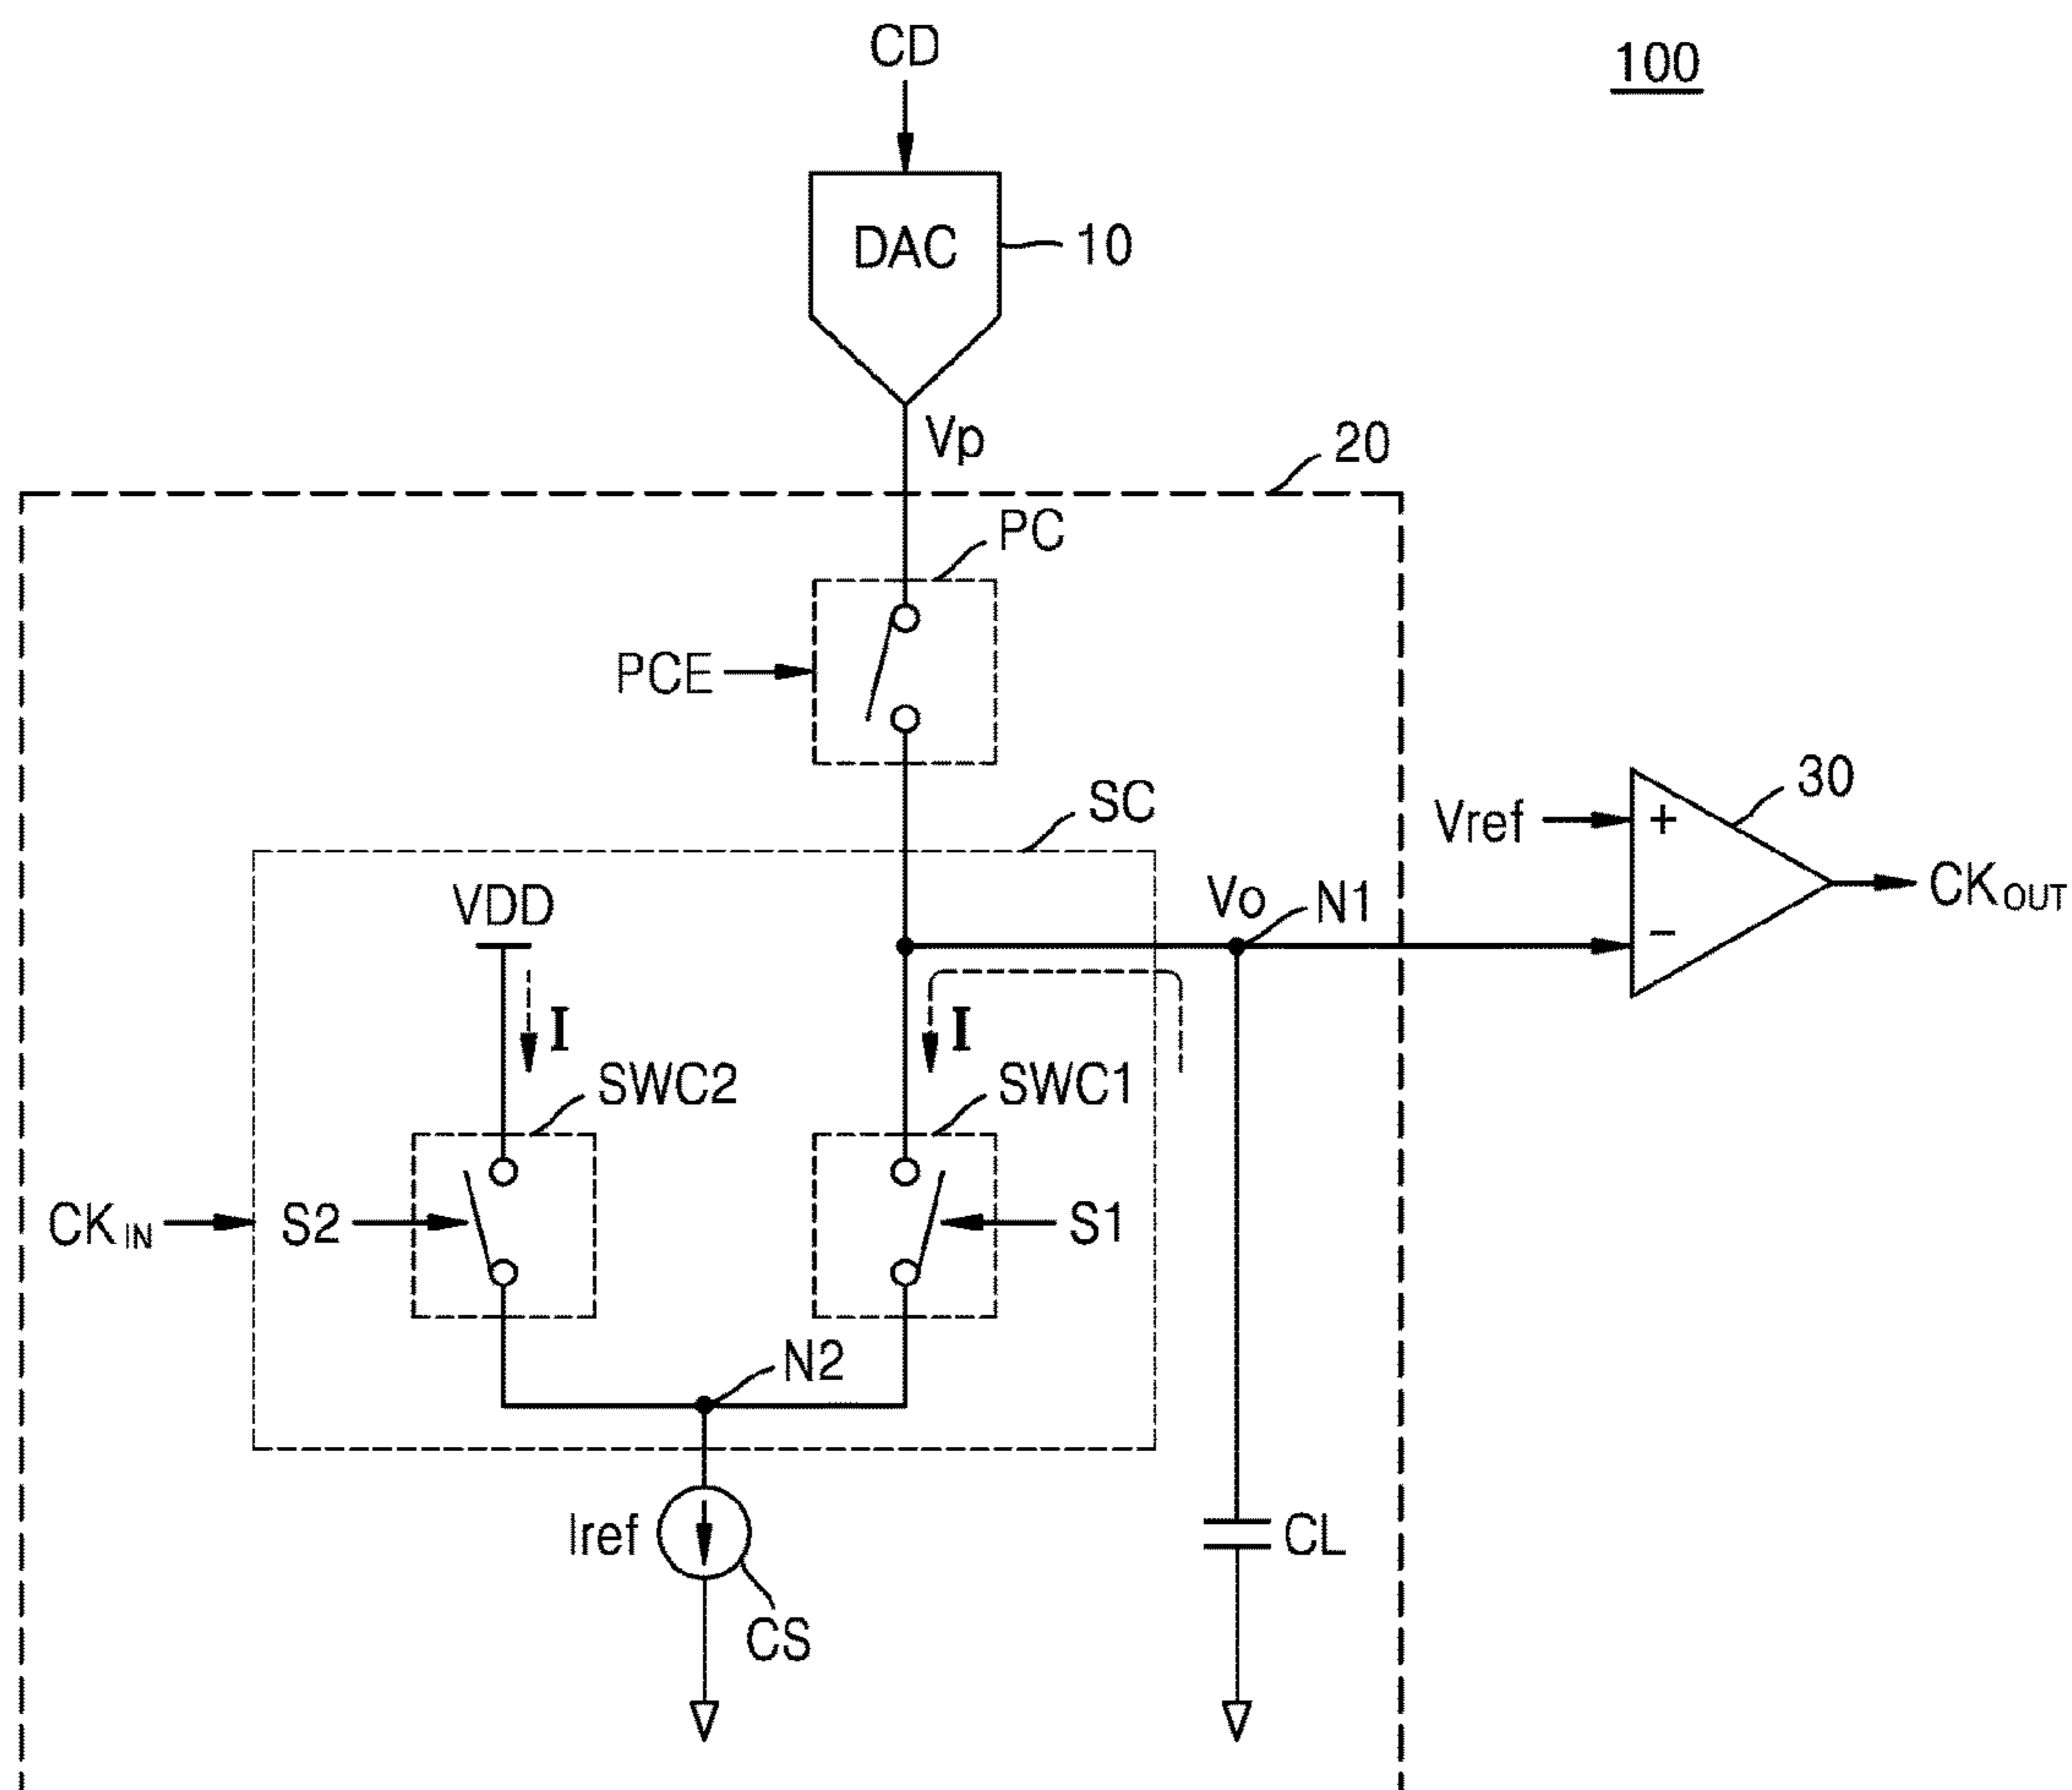 CD
100
DAC
10
Vp
20
PC
PCE
30
SC
Vref
+
VDD
Vo
N1
CKOUT
−
I
I
SWC2
SWC1
CKIN
S2
S1
N2
Iref
CL
CS